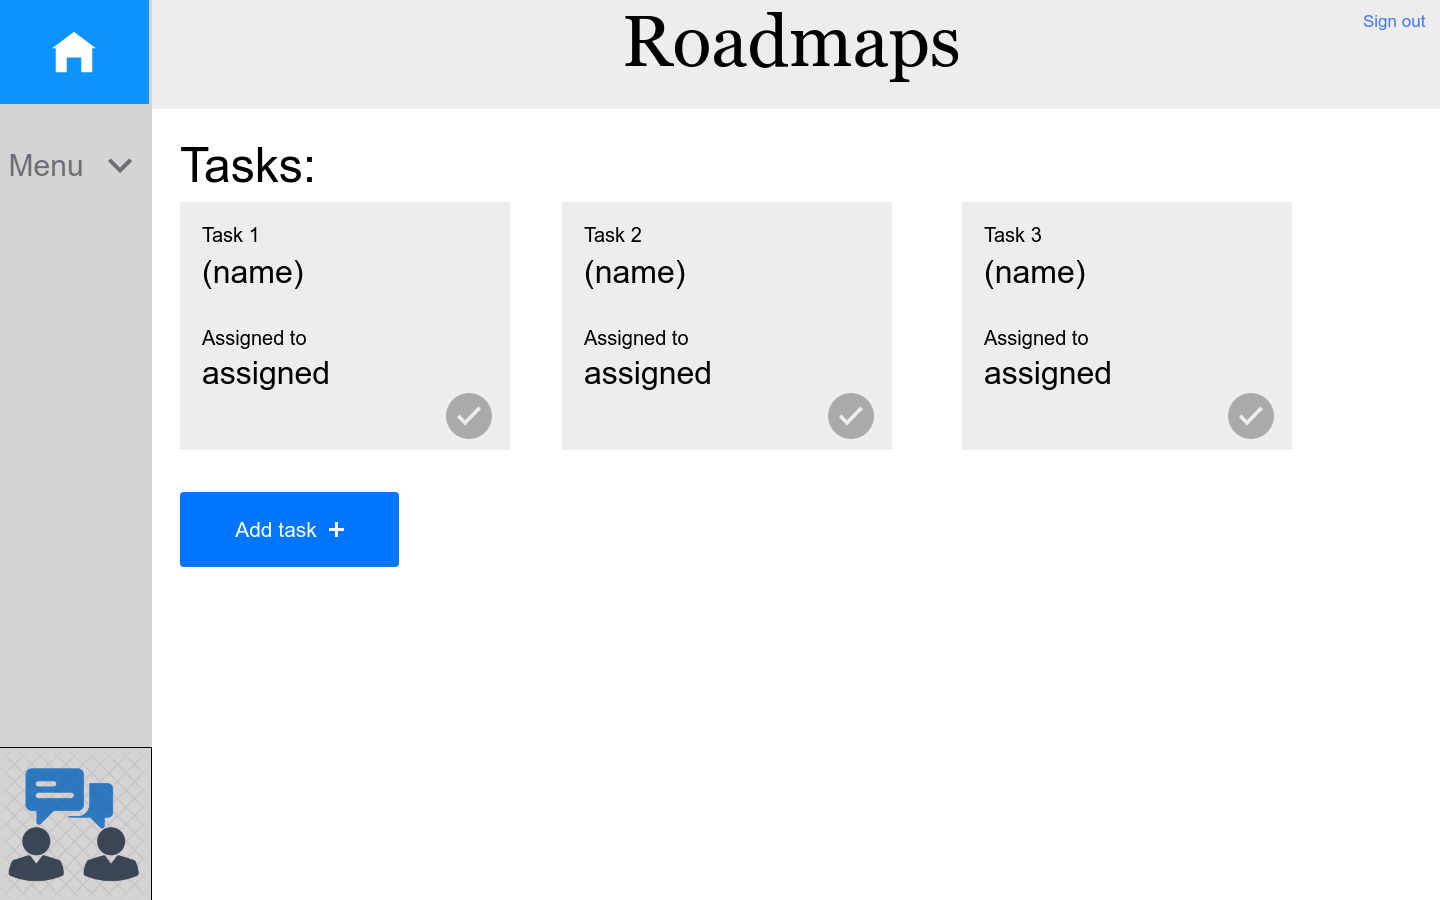 Roadmaps
Sign out
Menu
Tasks:
Task 1
(name)
Assigned to
assigned
Task 2
(name)
Assigned to
assigned
Task 3
(name)
Assigned to
assigned
Add task +